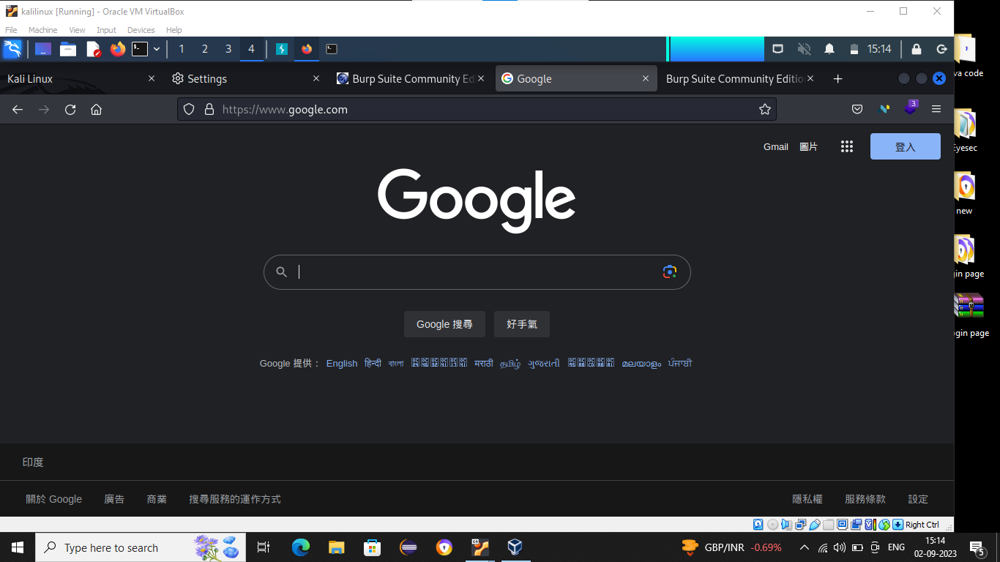 kalilinux [Running] - Oracle VM VirtualBox
File Machine View Input Devices Help
1 2 3 4 15:14
Kali Linux Settings Burp Suite Community Ed Google Burp Suite Community Editio
https://www.google.com 3
Gmail 圖片 登入
Google
Google 搜尋 好手氣
Google 提供： English हिन्दी বাংলা मराठी தமிழ் ગુજરાતી മലയാളം ਪੰਜਾਬੀ
印度
關於 Google 廣告 商業 搜尋服務的運作方式 隱私權 服務條款 設定
Right Ctrl
va code
Eyesec
new
gin page
ogin page
Type here to search GBP/INR -0.69% ENG 15:14
02-09-2023 5